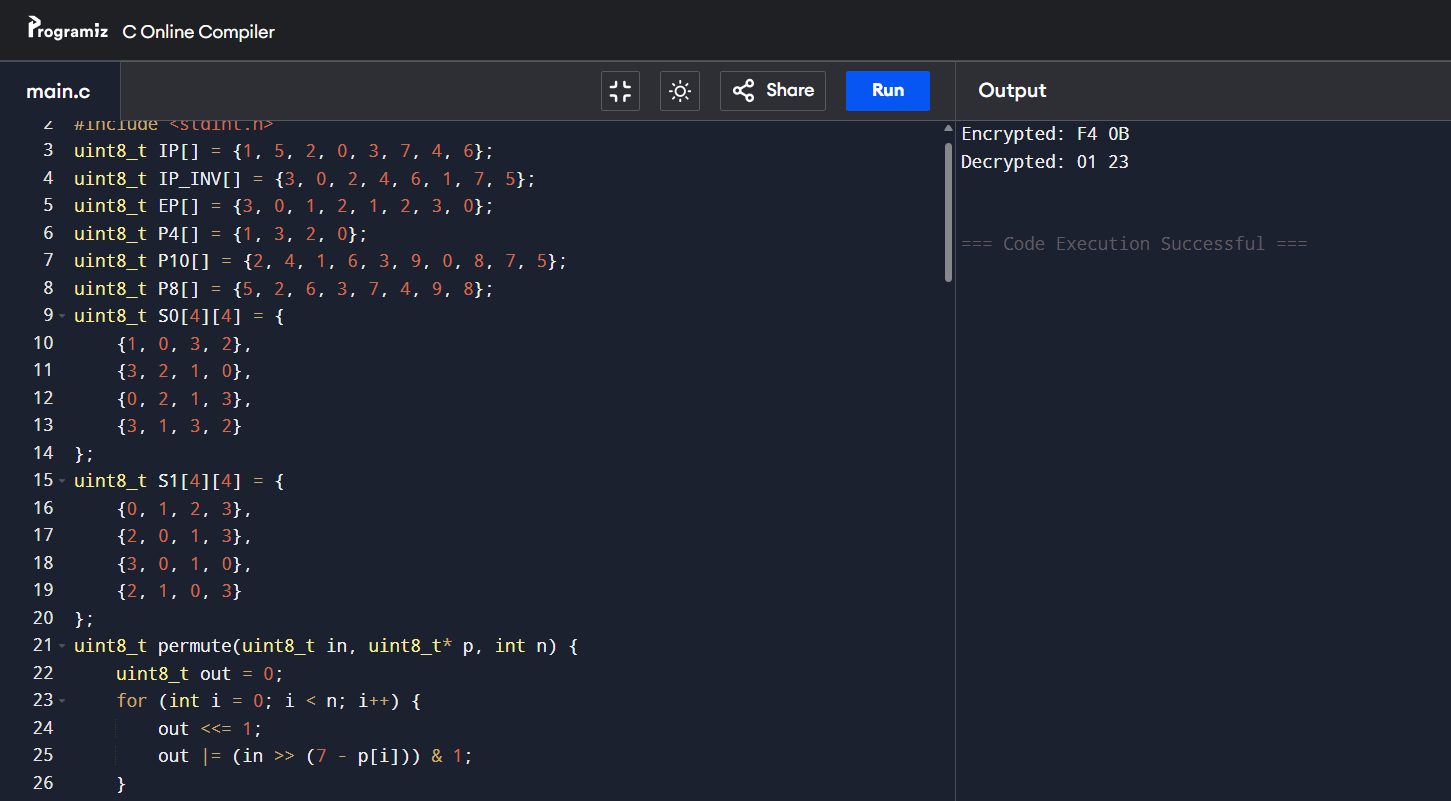 Programiz C Online Compiler
main.c Share Run Output
2 #include <stdint.h>
3 uint8_t IP[] = {1, 5, 2, 0, 3, 7, 4, 6};
4 uint8_t IP_INV[] = {3, 0, 2, 4, 6, 1, 7, 5};
5 uint8_t EP[] = {3, 0, 1, 2, 1, 2, 3, 0};
6 uint8_t P4[] = {1, 3, 2, 0};
7 uint8_t P10[] = {2, 4, 1, 6, 3, 9, 0, 8, 7, 5};
8 uint8_t P8[] = {5, 2, 6, 3, 7, 4, 9, 8};
9 uint8_t S0[4][4] = {
10 {1, 0, 3, 2},
11 {3, 2, 1, 0},
12 {0, 2, 1, 3},
13 {3, 1, 3, 2}
14 };
15 uint8_t S1[4][4] = {
16 {0, 1, 2, 3},
17 {2, 0, 1, 3},
18 {3, 0, 1, 0},
19 {2, 1, 0, 3}
20 };
21 uint8_t permute(uint8_t in, uint8_t* p, int n) {
22 uint8_t out = 0;
23 for (int i = 0; i < n; i++) {
24 out <<= 1;
25 out |= (in >> (7 - p[i])) & 1;
26 }
Encrypted: F4 0B
Decrypted: 01 23
=== Code Execution Successful ===